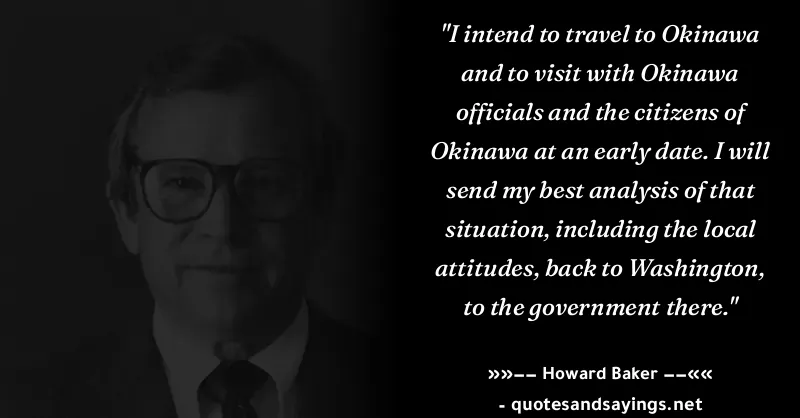 "I intend to travel to Okinawa
and to visit with Okinawa
officials and the citizens of
Okinawa at an early date. I will
send my best analysis of that
situation, including the local
attitudes, back to Washington,
to the government there."
»»−− Howard Baker −−««
- quotesandsayings.net